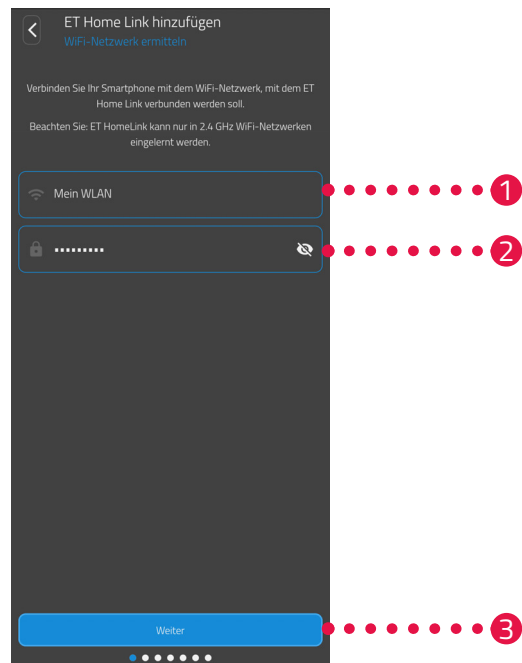 ET Home Link hinzufügen
WiFi-Netzwerk ermitteln
Verbinden Sie Ihr Smartphone mit dem WiFi-Netzwerk, mit dem ET
Home Link verbunden werden soll.
Beachten Sie: ET HomeLink kann nur in 2.4 GHz WiFi-Netzwerken
eingelernt werden.
Mein WLAN
1
•••••••••
2
Weiter
3